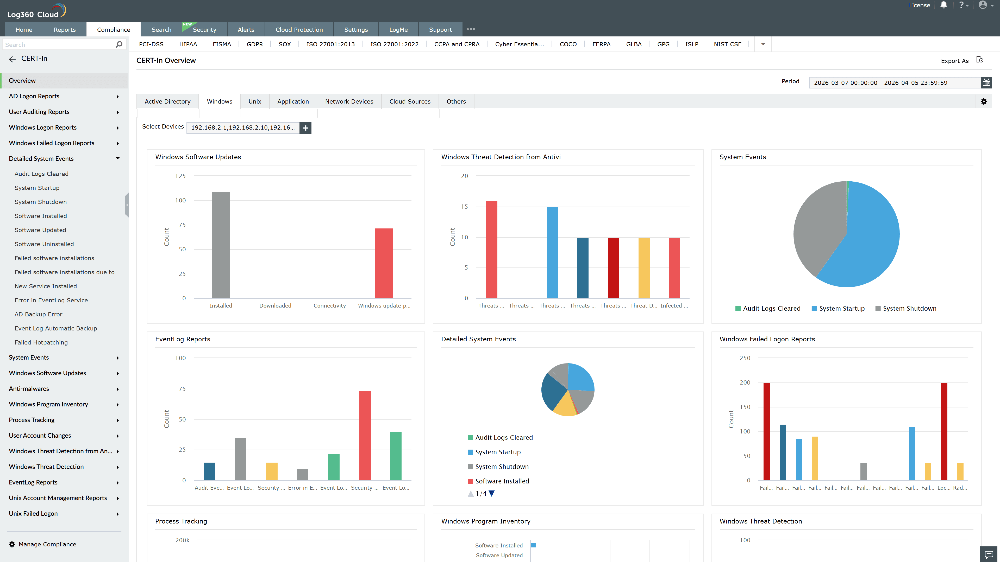 Log360 Cloud
License
?
Home
Reports
Compliance
Search
NEW
Security
Alerts
Cloud Protection
Settings
LogMe
Support
Search
PCI-DSS
HIPAA
FISMA
GDPR
SOX
ISO 27001:2013
ISO 27001:2022
CCPA and CPRA
Cyber Essentia...
COCO
FERPA
GLBA
GPG
ISLP
NIST CSF
CERT-In
Overview
AD Logon Reports
User Auditing Reports
Windows Logon Reports
Windows Failed Logon Reports
Detailed System Events
Audit Logs Cleared
System Startup
System Shutdown
Software Installed
Software Updated
Software Uninstalled
Failed software installations
Failed software installations due to ...
New Service Installed
Error in EventLog Service
AD Backup Error
Event Log Automatic Backup
Failed Hotpatching
System Events
Windows Software Updates
Anti-malwares
Windows Program Inventory
Process Tracking
User Account Changes
Windows Threat Detection from An...
Windows Threat Detection
EventLog Reports
Unix Account Management Reports
Unix Failed Logon
Manage Compliance
CERT-In Overview
Export As
Period
2026-03-07 00:00:00 - 2026-04-05 23:59:59
Active Directory
Windows
Unix
Application
Network Devices
Cloud Sources
Others
Select Devices
192.168.2.1,192.168.2.10,192.16...
Windows Software Updates
125
100
75
50
25
0
Count
Installed
Downloaded
Connectivity
Windows update p...
Windows Threat Detection from Antivi...
20
15
10
5
0
Count
Threats ...
Threats ...
Threats ...
Threats ...
Threats ...
Threat D...
Infected ...
System Events
Audit Logs Cleared
System Startup
System Shutdown
EventLog Reports
100
75
50
25
0
Count
Audit Eve...
Event Lo...
Security ...
Error in E...
Event Lo...
Security ...
Event Lo...
Detailed System Events
Audit Logs Cleared
System Startup
System Shutdown
Software Installed
1/4
Windows Failed Logon Reports
250
200
150
100
50
0
Count
Fail...
Fail...
Fail...
Fail...
Fail...
Fail...
Fail...
Fail...
Fail...
Fail...
Fail...
Loc...
Rad...
Process Tracking
200k
Windows Program Inventory
Software Installed
Software Updated
Windows Threat Detection
100